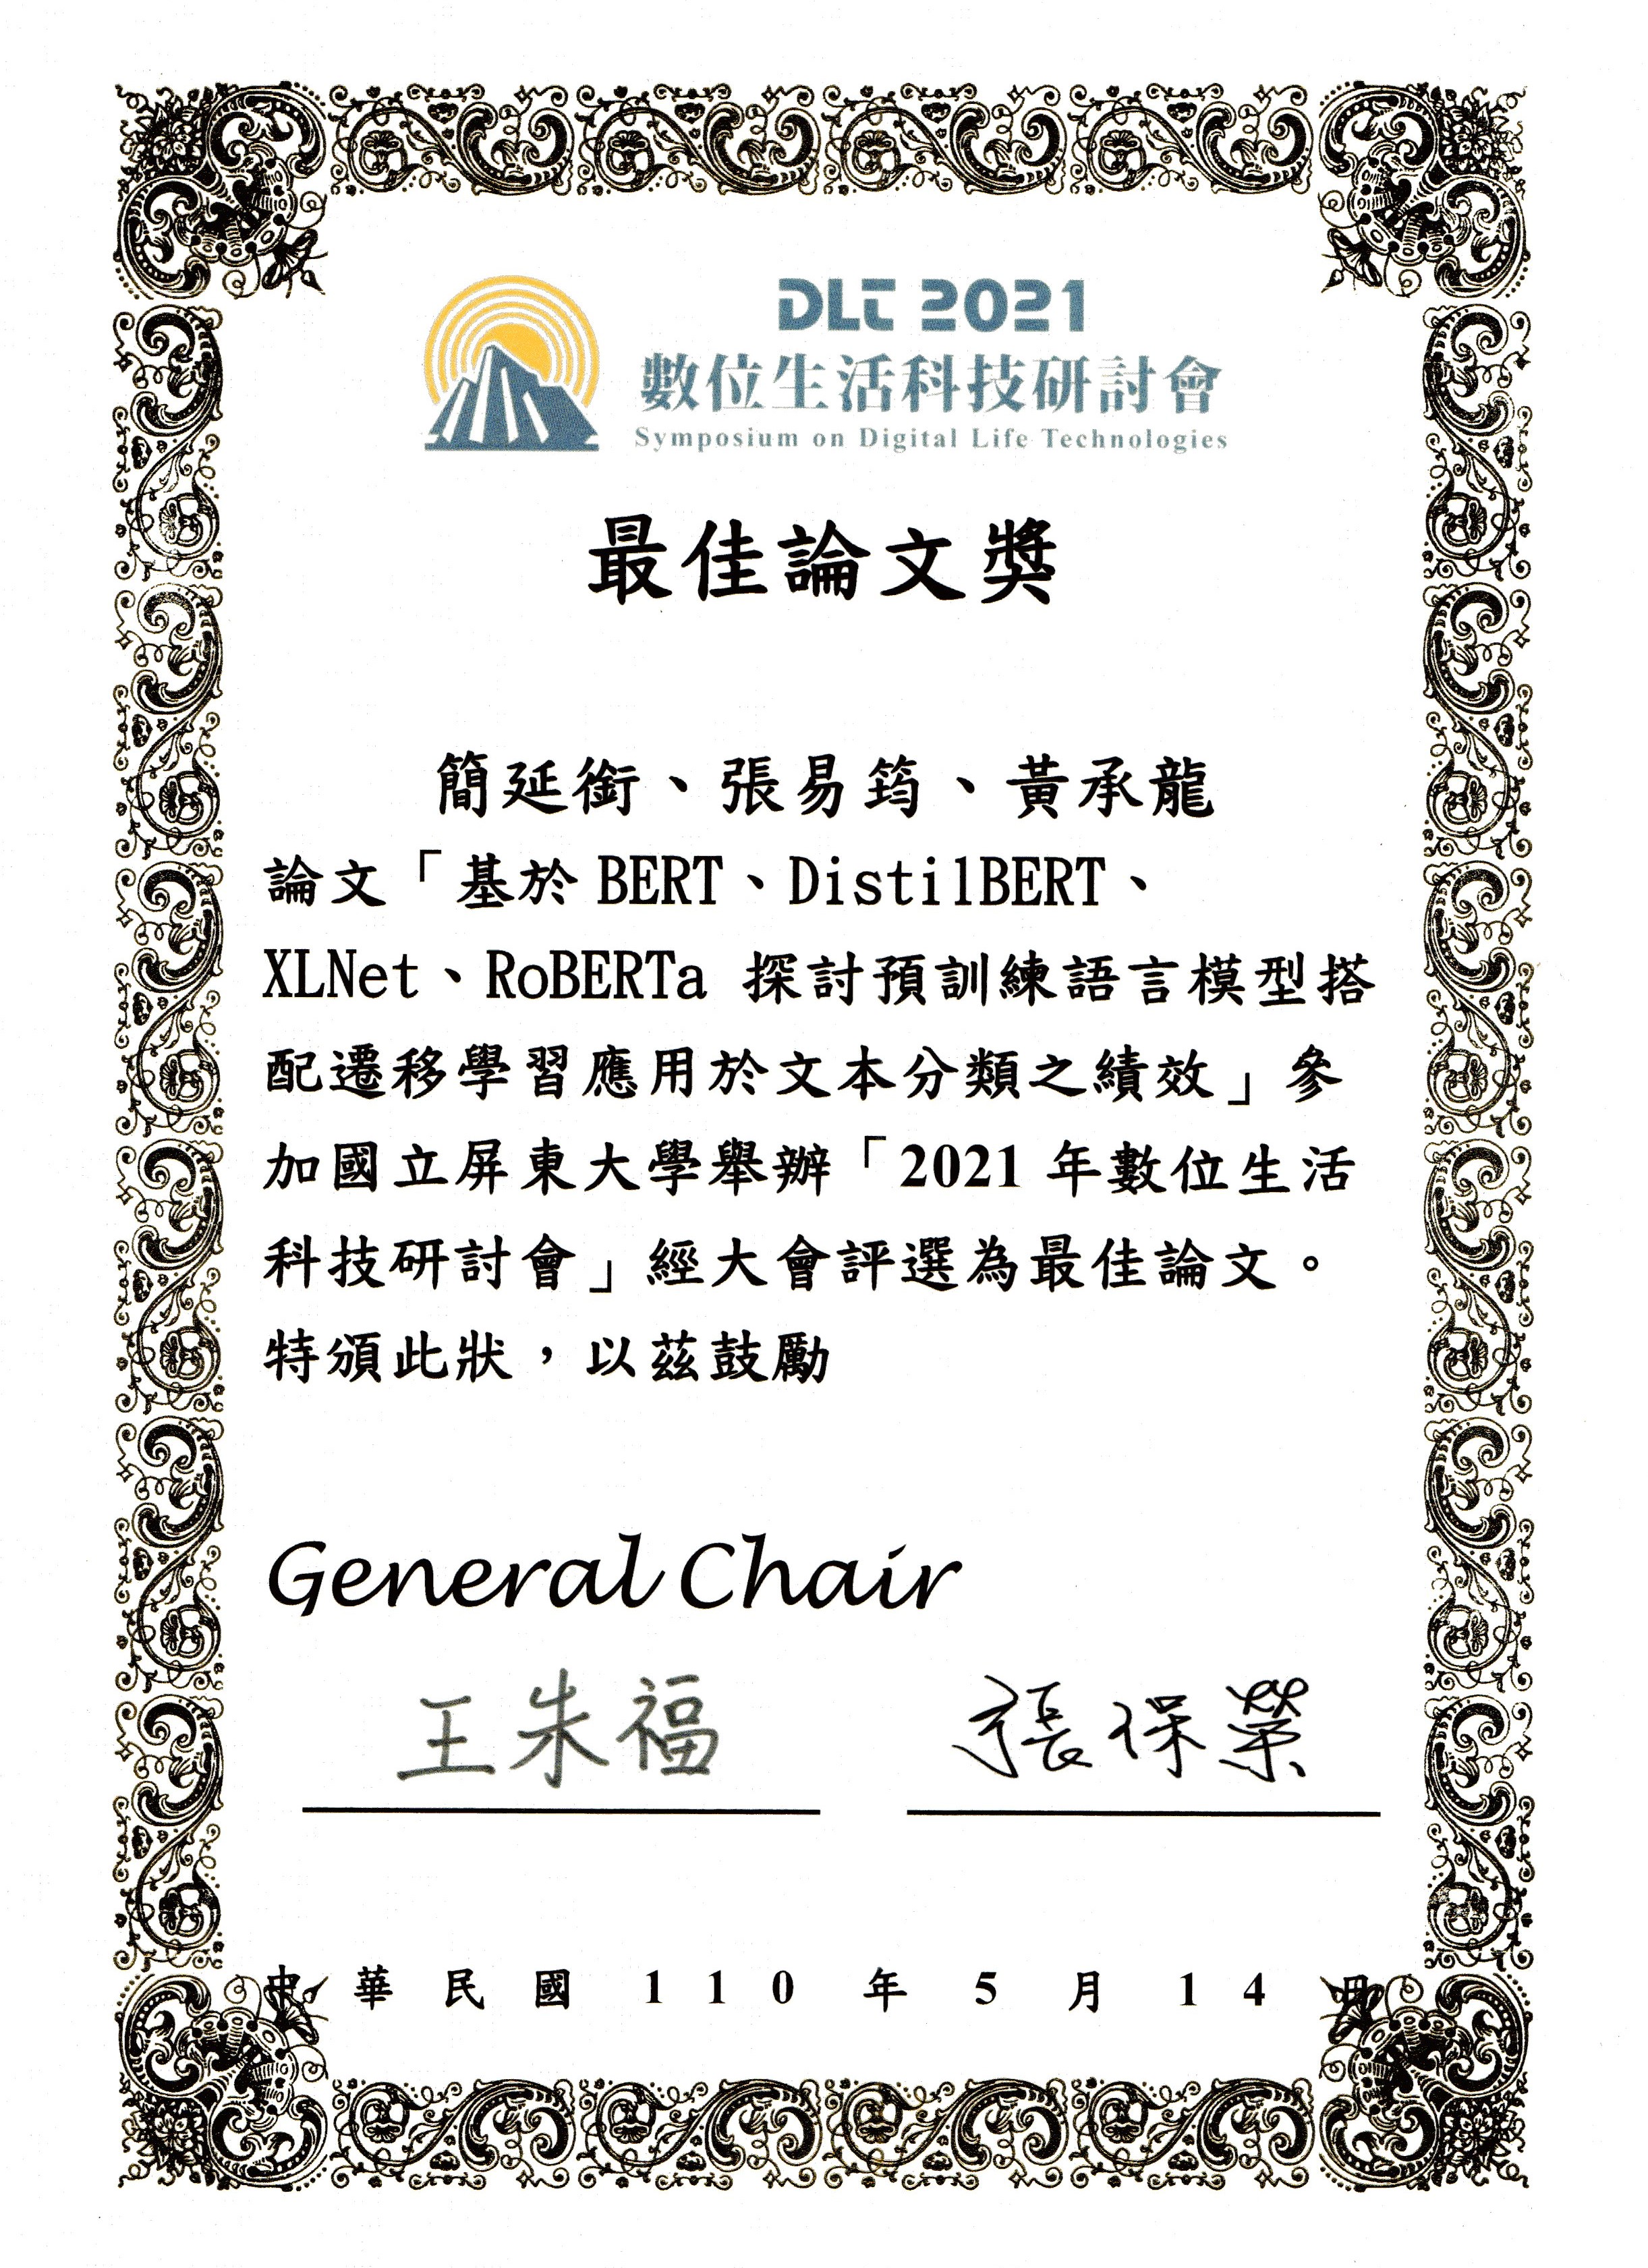 DLT 2021
數位生活科技研討會
Symposium on Digital Life Technologies
最佳論文獎
簡延銜、張易筠、黃承龍
論文「基於 BERT、DistilBERT、
XLNet、RoBERTa 探討預訓練語言模型搭
配遷移學習應用於文本分類之績效」參
加國立屏東大學舉辦「2021 年數位生活
科技研討會」經大會評選為最佳論文。
特頒此狀，以茲鼓勵
General Chair
王朱福 張保榮
中華民國 110 年 5 月 14 日